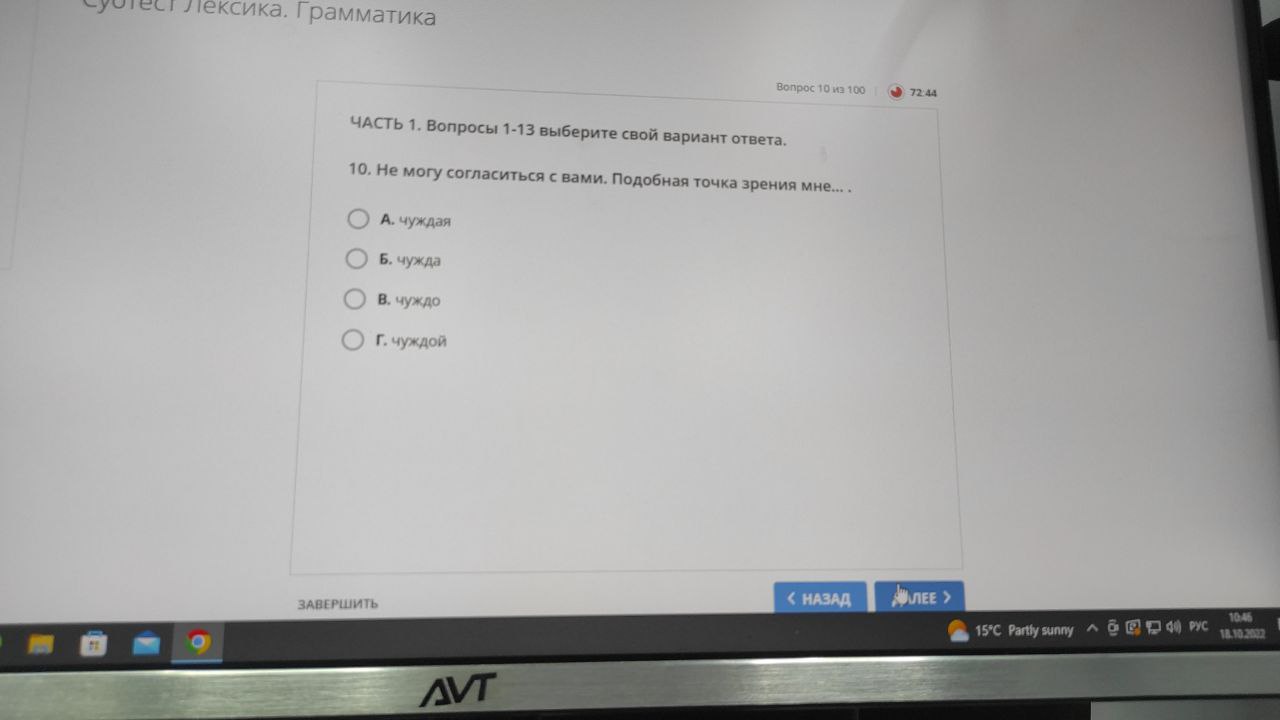 Субтест Лексика. Грамматика
Вопрос 10 из 100 | 72:44
ЧАСТЬ 1. Вопросы 1-13 выберите свой вариант ответа.
10. Не могу согласиться с вами. Подобная точка зрения мне... .
А. чуждая
Б. чужда
В. чуждо
Г. чуждой
ЗАВЕРШИТЬ
НАЗАД
ДАЛЕЕ
15°C Partly sunny
РУС
10:46
18.10.2022
AVT